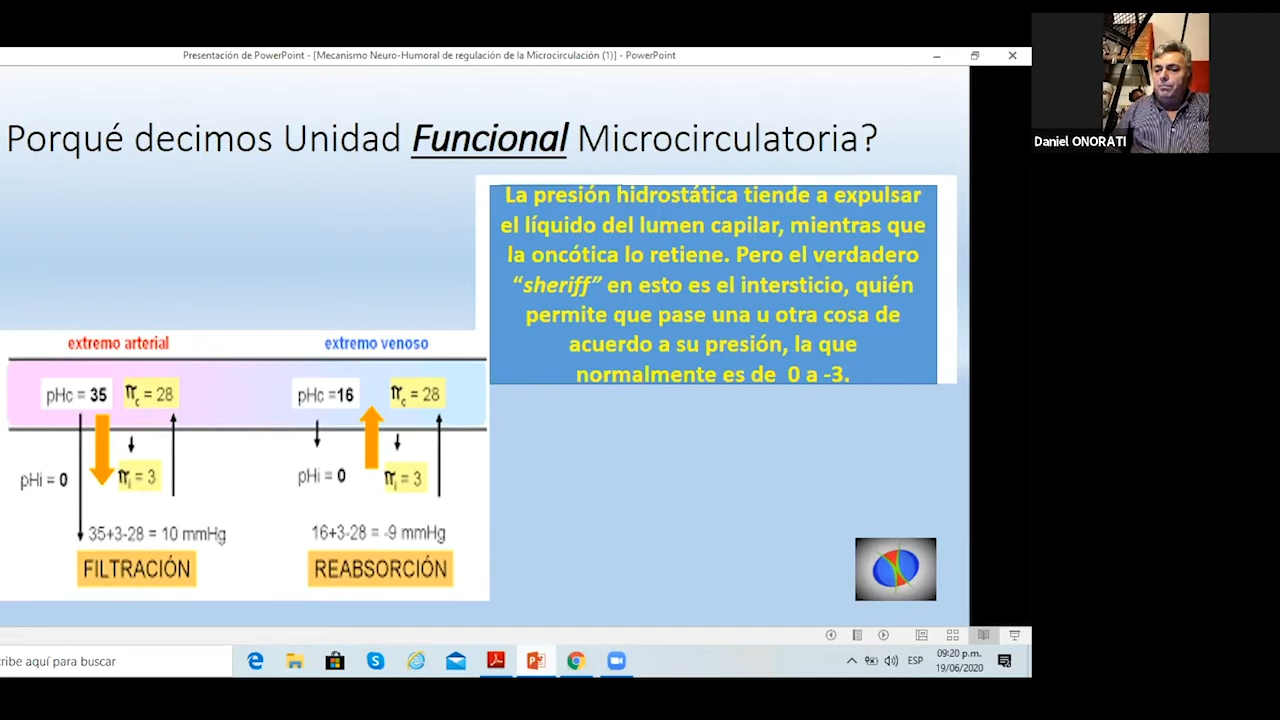 Presentación de PowerPoint - [Mecanismo Neuro-Humoral de regulación de la Microcirculación (1)] - PowerPoint
Daniel ONORATI
Porqué decimos Unidad Funcional Microcirculatoria?
La presión hidrostática tiende a expulsar
el líquido del lumen capilar, mientras que
la oncótica lo retiene. Pero el verdadero
“sheriff” en esto es el intersticio, quién
permite que pase una u otra cosa de
acuerdo a su presión, la que
normalmente es de 0 a -3.
extremo arterial
extremo venoso
pHc = 35
πc = 28
pHc =16
πc = 28
pHi = 0
πi = 3
pHi = 0
πi = 3
35+3-28 = 10 mmHg
16+3-28 = -9 mmHg
FILTRACIÓN
REABSORCIÓN
cribe aquí para buscar
ESP
09:20 p.m.
19/06/2020